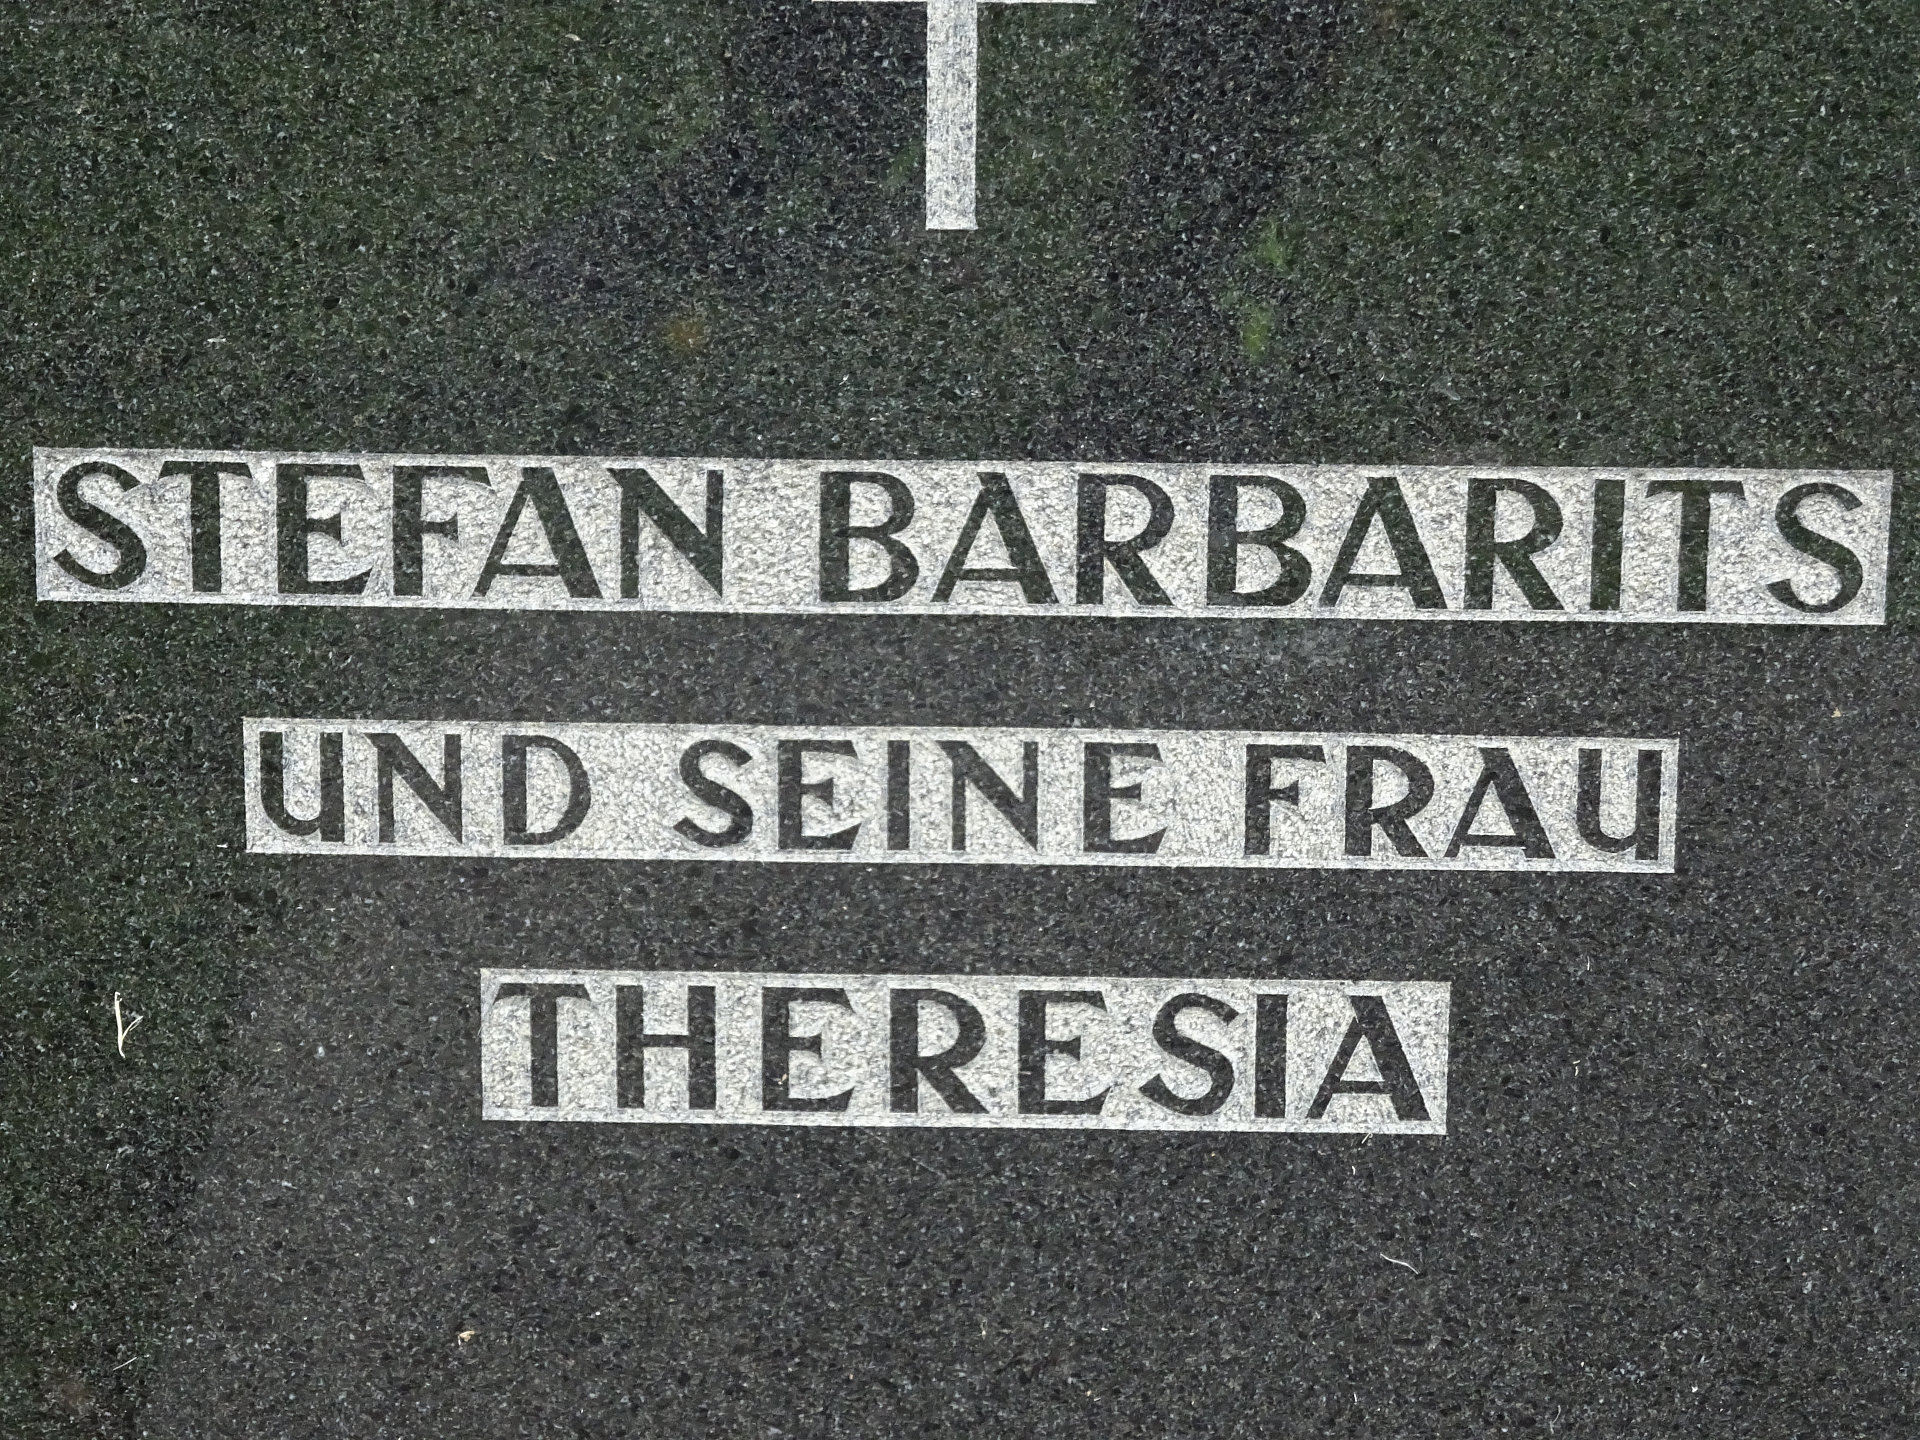 STEFAN BARBARITS
UND SEINE FRAU
THERESIA